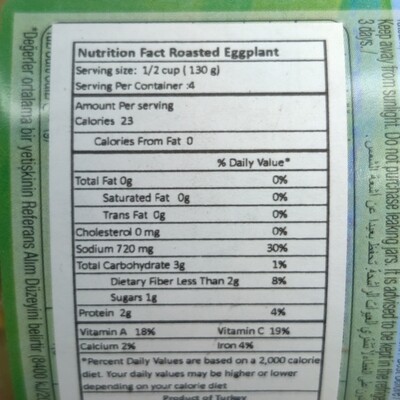 Nutrition Fact Roasted Eggplant
Serving size: 1/2 cup ( 130 g)
Serving Per Container :4
Amount Per serving
Calories 23
Calories From Fat 0
% Daily Value*
Total Fat 0g 0%
Saturated Fat 0g 0%
Trans Fat 0g 0%
Cholesterol 0 mg 0%
Sodium 720 mg 30%
Total Carbohydrate 3g 1%
Dietary Fiber Less Than 2g 8%
Sugars 1g
Protein 2g 4%
Vitamin A 18% Vitamin C 19%
Calcium 2% Iron 4%
*Percent Daily Values are based on a 2,000 calorie
diet. Your daily values may be higher or lower
depending on your calorie diet
Product of Turkey
*Değerler ortalama bir yetişkinin Referans Alım Düzeyini belirtir (8400 kJ/
Keep away from sunlight. Do not purchase leaking jars. It is advised to be kept in
3 days.